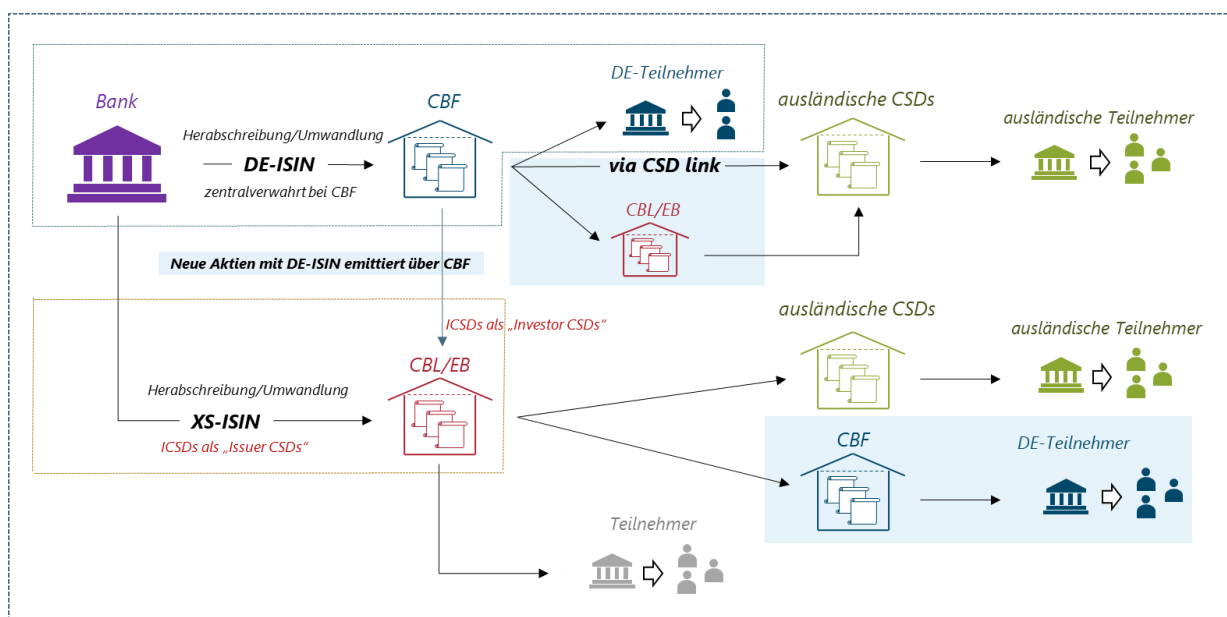 Bank
Herabschreibung/Umwandlung
DE-ISIN
zentralverwahrt bei CBF
CBF
DE-Teilnehmer
via CSD link
CBL/EB
ausländische CSDs
ausländische Teilnehmer
Neue Aktien mit DE-ISIN emittiert über CBF
ICSDs als „Investor CSDs“
CBL/EB
Herabschreibung/Umwandlung
XS-ISIN
ICSDs als „Issuer CSDs“
ausländische CSDs
ausländische Teilnehmer
CBF
DE-Teilnehmer
Teilnehmer